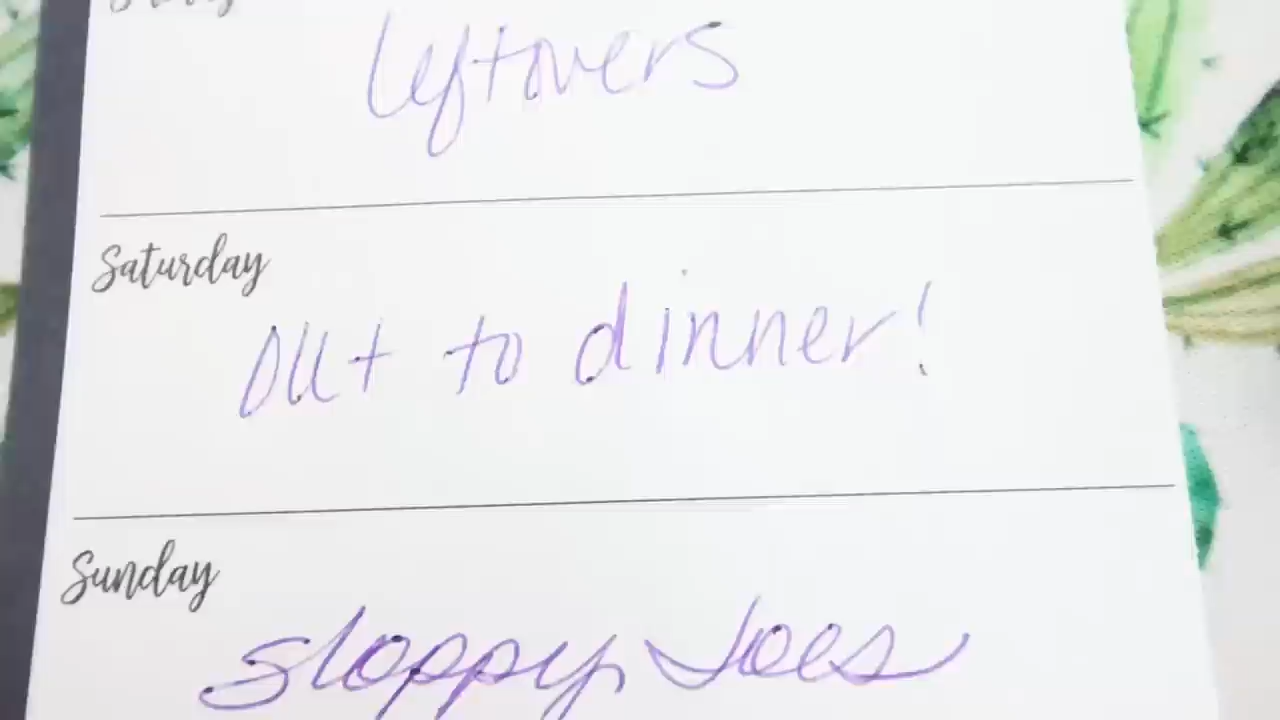 leftovers
Saturday
out to dinner!
Sunday
sloppy Joes